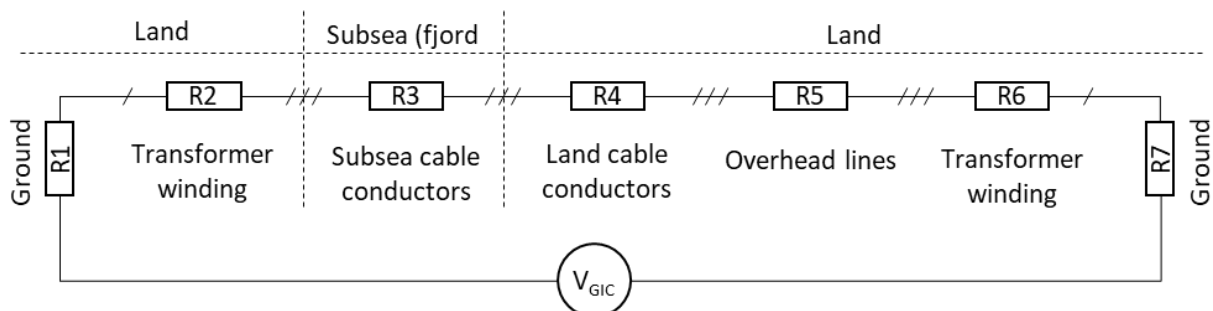 Land
Subsea (fjord
Land
R2
R3
R4
R5
R6
Ground
R1
Transformer
winding
Subsea cable
conductors
Land cable
conductors
Overhead lines
Transformer
winding
R7
Ground
VGIC